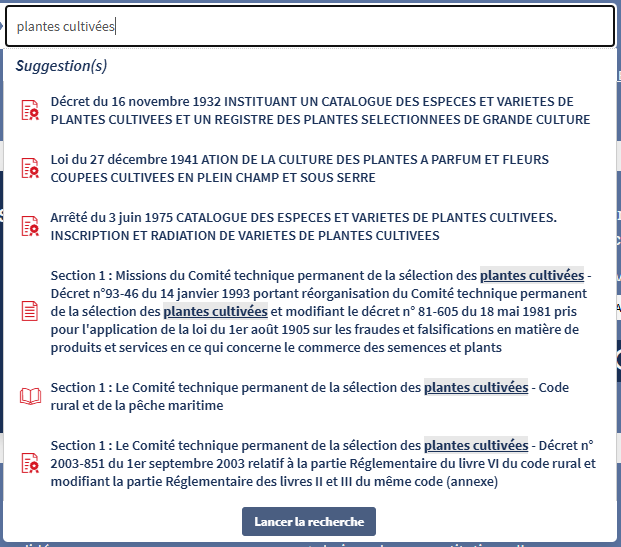 plantes cultivées
Suggestion(s)
Décret du 16 novembre 1932 INSTITUANT UN CATALOGUE DES ESPECES ET VARIETES DE
PLANTES CULTIVEES ET UN REGISTRE DES PLANTES SELECTIONNEES DE GRANDE CULTURE
Loi du 27 décembre 1941 ATION DE LA CULTURE DES PLANTES A PARFUM ET FLEURS
COUPEES CULTIVEES EN PLEIN CHAMP ET SOUS SERRE
Arrêté du 3 juin 1975 CATALOGUE DES ESPECES ET VARIETES DE PLANTES CULTIVEES.
INSCRIPTION ET RADIATION DE VARIETES DE PLANTES CULTIVEES
Section 1 : Missions du Comité technique permanent de la sélection des plantes cultivées -
Décret n°93-46 du 14 janvier 1993 portant réorganisation du Comité technique permanent
de la sélection des plantes cultivées et modifiant le décret n° 81-605 du 18 mai 1981 pris
pour l'application de la loi du 1er août 1905 sur les fraudes et falsifications en matière de
produits et services en ce qui concerne le commerce des semences et plants
Section 1 : Le Comité technique permanent de la sélection des plantes cultivées - Code
rural et de la pêche maritime
Section 1 : Le Comité technique permanent de la sélection des plantes cultivées - Décret n°
2003-851 du 1er septembre 2003 relatif à la partie Réglementaire du livre VI du code rural et
modifiant la partie Réglementaire des livres II et III du même code (annexe)
Lancer la recherche